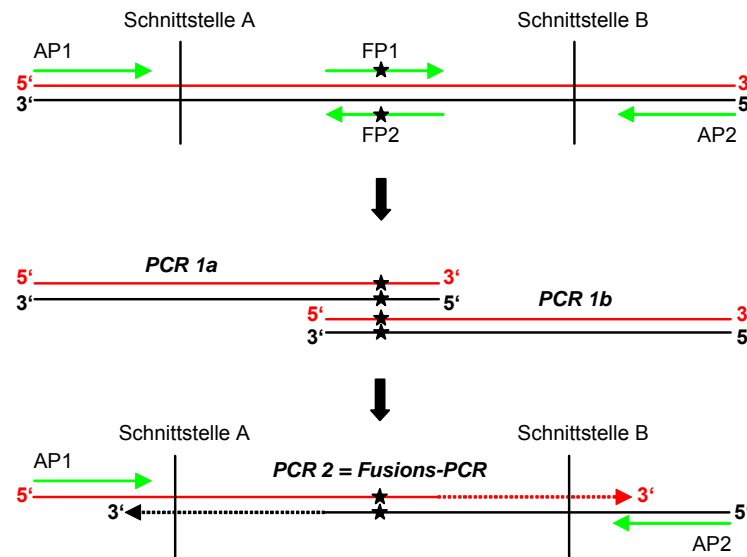 Schnittstelle A Schnittstelle B
AP1 FP1
5‘ 3‘
3‘ 5‘
FP2 AP2
PCR 1a
5‘ 3‘ PCR 1b
3‘ 5‘
5‘ 3‘
3‘ 5‘
Schnittstelle A Schnittstelle B
AP1
PCR 2 = Fusions-PCR
5‘ 3‘
3‘ 5‘
AP2